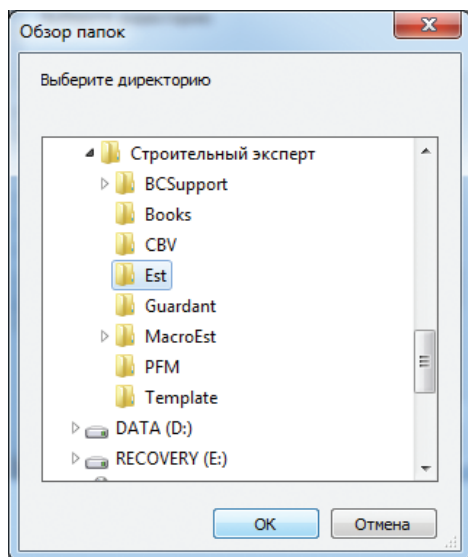 Обзор папок
Выберите директорию
Строительный эксперт
BCSupport
Books
CBV
Est
Guardant
MacroEst
PFM
Template
DATA (D:)
RECOVERY (E:)
OK
Отмена